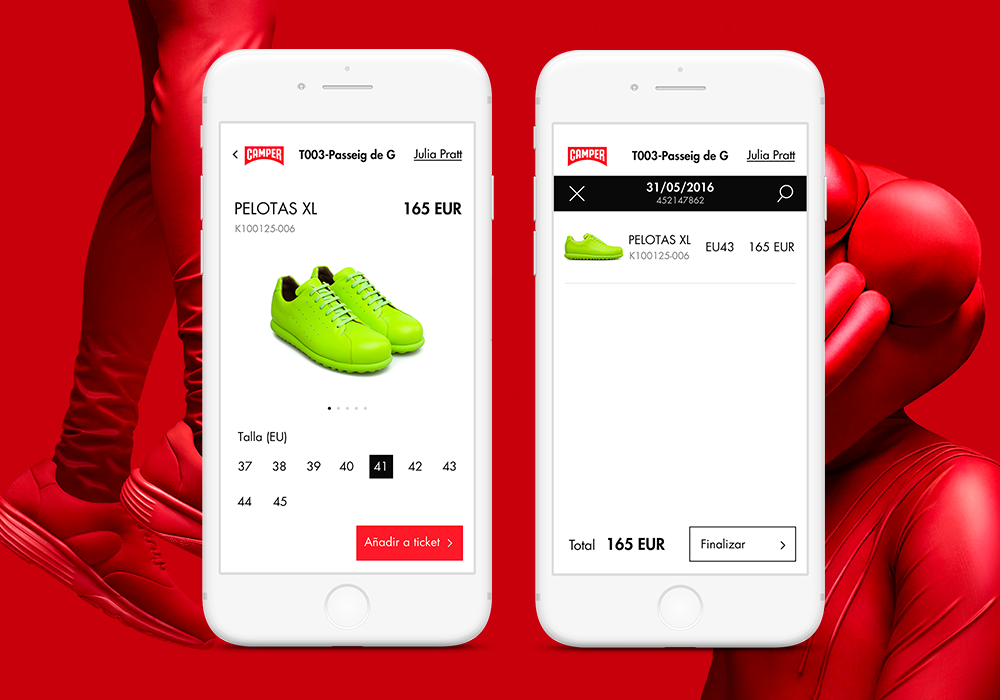 < CAMPER T003-Passeig de G Julia Pratt
PELOTAS XL 165 EUR
K100125-006
Talla (EU)
37 38 39 40 41 42 43
44 45
Añadir a ticket >
CAMPER T003-Passeig de G Julia Pratt
31/05/2016
452147862
PELOTAS XL EU43 165 EUR
K100125-006
Total 165 EUR Finalizar >